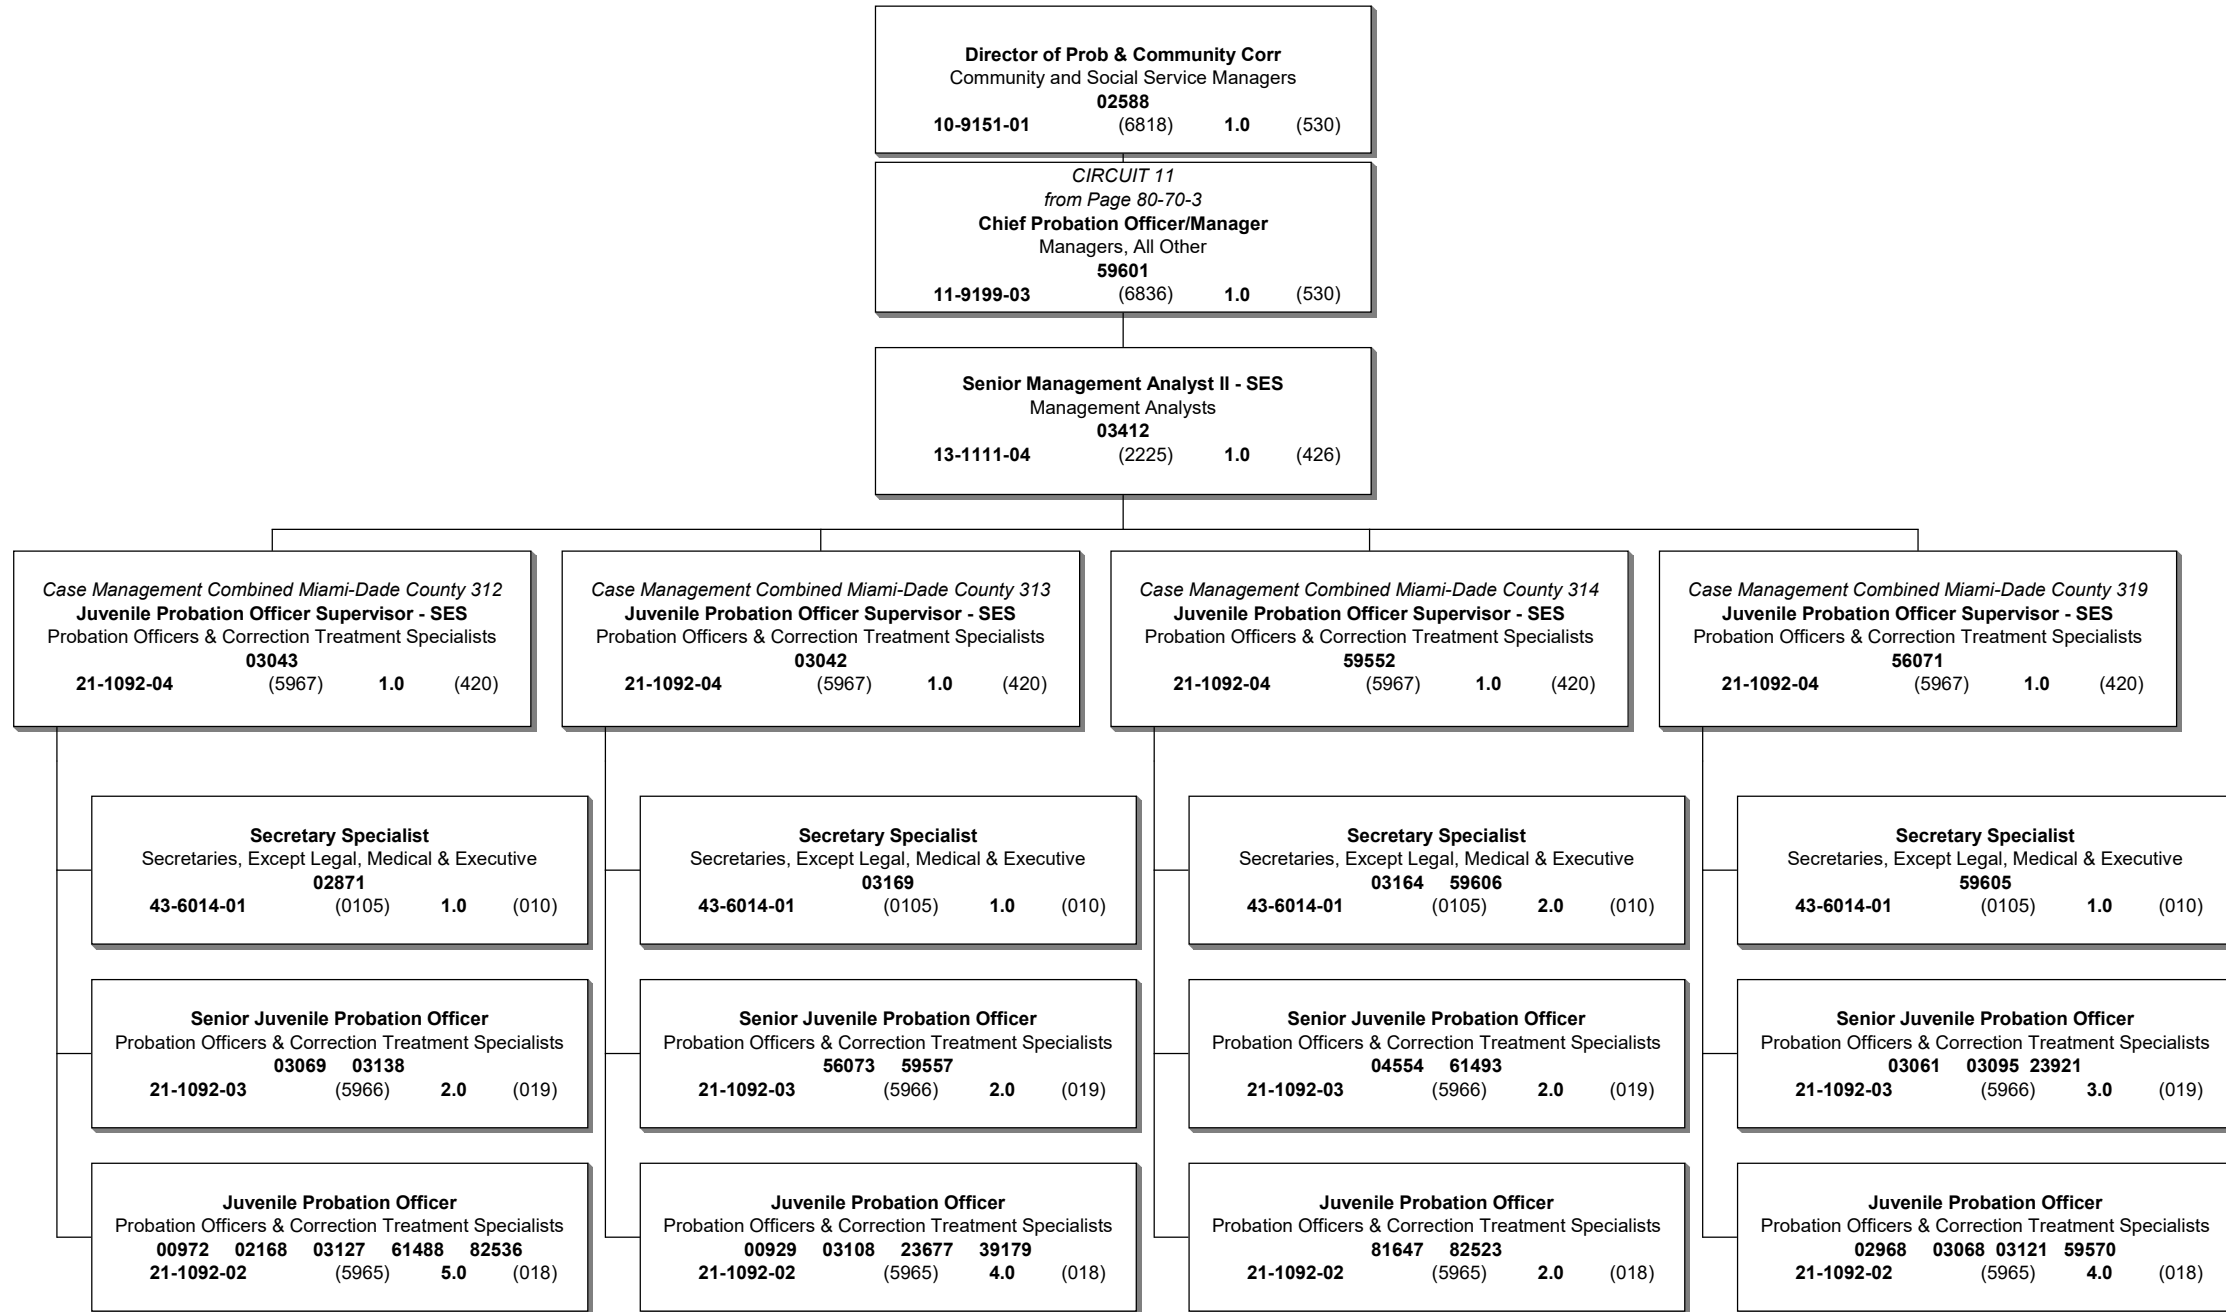 Director of Prob & Community Corr
Community and Social Service Managers
02588
10-9151-01 (6818) 1.0 (530)
CIRCUIT 11
from Page 80-70-3
Chief Probation Officer/Manager
Managers, All Other
59601
11-9199-03 (6836) 1.0 (530)
Senior Management Analyst II - SES
Management Analysts
03412
13-1111-04 (2225) 1.0 (426)
Case Management Combined Miami-Dade County 312
Juvenile Probation Officer Supervisor - SES
Probation Officers & Correction Treatment Specialists
03043
21-1092-04 (5967) 1.0 (420)
Case Management Combined Miami-Dade County 313
Juvenile Probation Officer Supervisor - SES
Probation Officers & Correction Treatment Specialists
03042
21-1092-04 (5967) 1.0 (420)
Case Management Combined Miami-Dade County 314
Juvenile Probation Officer Supervisor - SES
Probation Officers & Correction Treatment Specialists
59552
21-1092-04 (5967) 1.0 (420)
Case Management Combined Miami-Dade County 319
Juvenile Probation Officer Supervisor - SES
Probation Officers & Correction Treatment Specialists
56071
21-1092-04 (5967) 1.0 (420)
Secretary Specialist
Secretaries, Except Legal, Medical & Executive
02871
43-6014-01 (0105) 1.0 (010)
Secretary Specialist
Secretaries, Except Legal, Medical & Executive
03169
43-6014-01 (0105) 1.0 (010)
Secretary Specialist
Secretaries, Except Legal, Medical & Executive
03164 59606
43-6014-01 (0105) 2.0 (010)
Secretary Specialist
Secretaries, Except Legal, Medical & Executive
59605
43-6014-01 (0105) 1.0 (010)
Senior Juvenile Probation Officer
Probation Officers & Correction Treatment Specialists
03069 03138
21-1092-03 (5966) 2.0 (019)
Senior Juvenile Probation Officer
Probation Officers & Correction Treatment Specialists
56073 59557
21-1092-03 (5966) 2.0 (019)
Senior Juvenile Probation Officer
Probation Officers & Correction Treatment Specialists
04554 61493
21-1092-03 (5966) 2.0 (019)
Senior Juvenile Probation Officer
Probation Officers & Correction Treatment Specialists
03061 03095 23921
21-1092-03 (5966) 3.0 (019)
Juvenile Probation Officer
Probation Officers & Correction Treatment Specialists
00972 02168 03127 61488 82536
21-1092-02 (5965) 5.0 (018)
Juvenile Probation Officer
Probation Officers & Correction Treatment Specialists
00929 03108 23677 39179
21-1092-02 (5965) 4.0 (018)
Juvenile Probation Officer
Probation Officers & Correction Treatment Specialists
81647 82523
21-1092-02 (5965) 2.0 (018)
Juvenile Probation Officer
Probation Officers & Correction Treatment Specialists
02968 03068 03121 59570
21-1092-02 (5965) 4.0 (018)